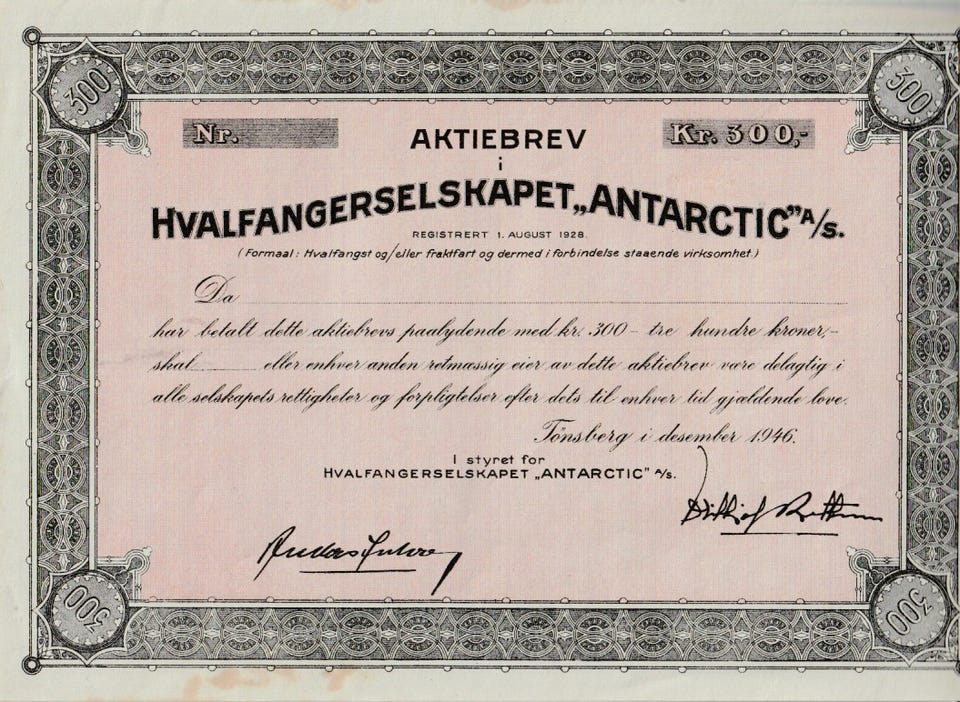 300
300
Nr.
AKTIEBREV
Kr. 300,-
i
HVALFANGERSELSKAPET „ANTARCTIC” A/S.
REGISTRERT 1. AUGUST 1928.
(Formaal: Hvalfangst og/eller fraktfart og dermed i forbindelse staaende virksomhet.)
Da
har betalt dette aktiebrevs paalydende med kr. 300 - tre hundre kroner,-
skal eller enhver anden retmæssig eier av dette aktiebrev være delagtig i
alle selskapets rettigheter og forpligtelser efter dets til enhver tid gjældende love.
Tønsberg i desember 1946.
I styret for
HVALFANGERSELSKAPET „ANTARCTIC” A/S.
300
300